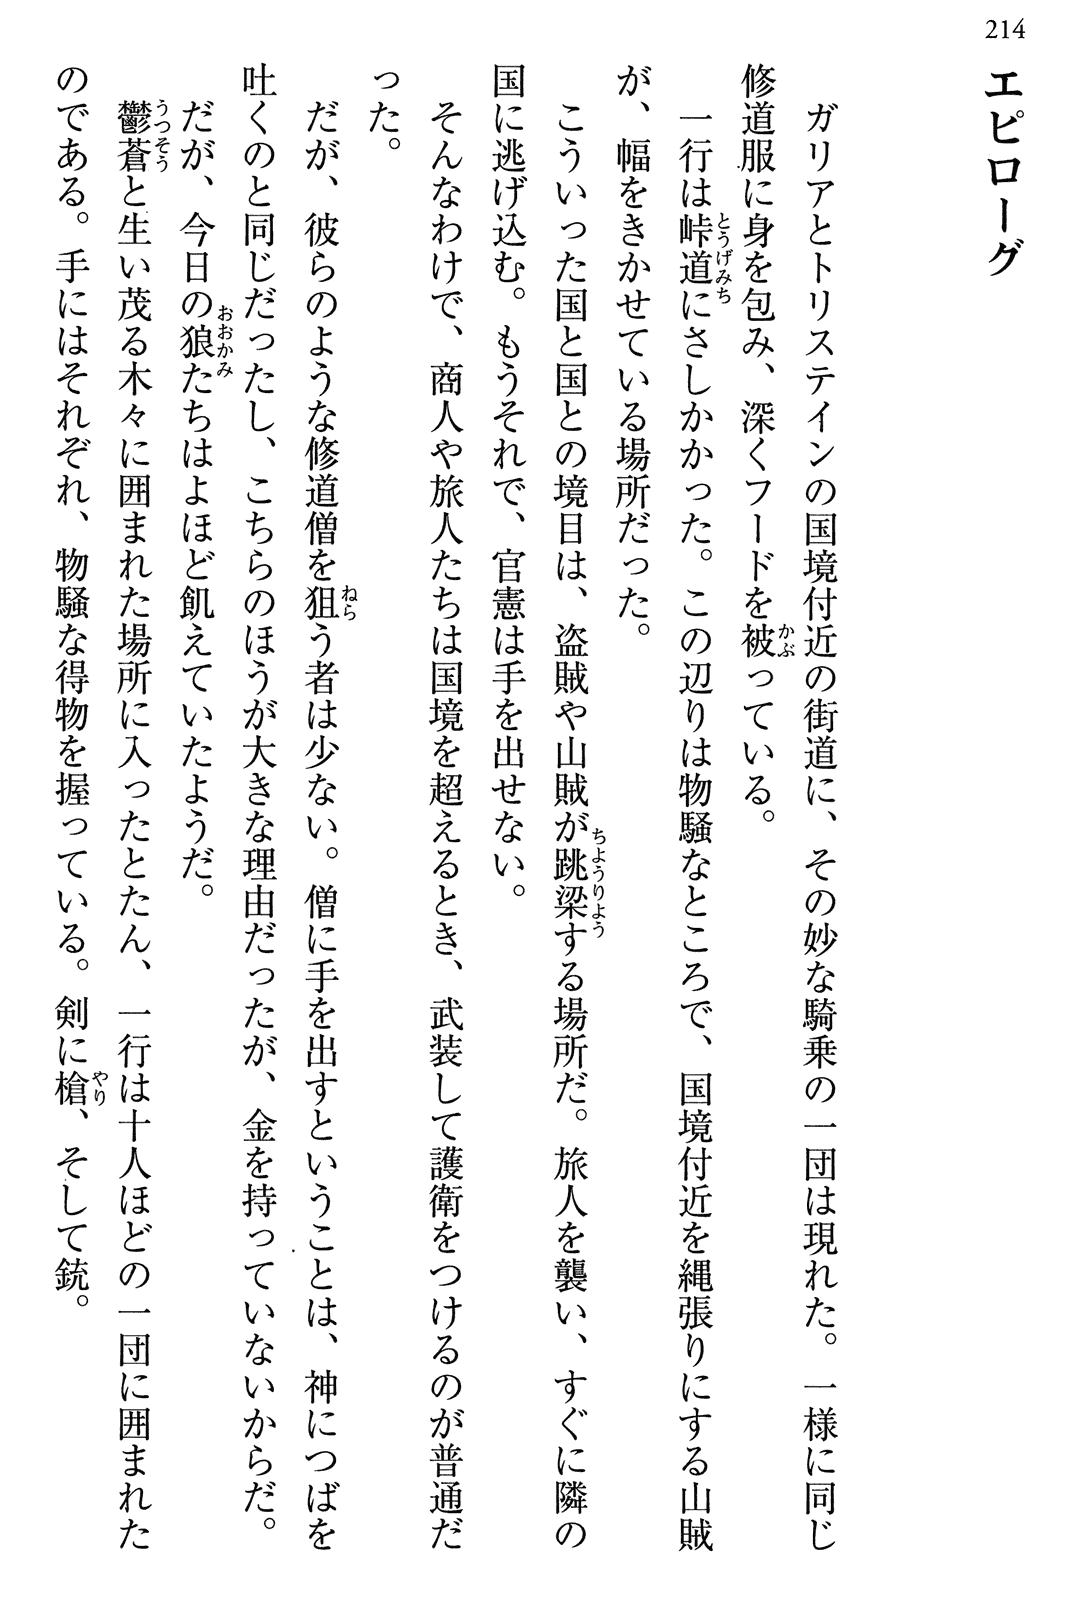 214
エピローグ
ガリアとトリステインの国境付近の街道に、その妙な騎乗の一団は現れた。一様に同じ
修道服に身を包み、深くフードを被っている。
一行は峠道にさしかかった。この辺りは物騒なところで、国境付近を縄張りにする山賊
が、幅をきかせている場所だった。
こういった国と国との境目は、盗賊や山賊が跳梁する場所だ。旅人を襲い、すぐに隣の
国に逃げ込む。もうそれで、官憲は手を出せない。
そんなわけで、商人や旅人たちは国境を超えるとき、武装して護衛をつけるのが普通だ
った。
だが、彼らのような修道僧を狙う者は少ない。僧に手を出すということは、神につばを
吐くのと同じだったし、こちらのほうが大きな理由だったが、金を持っていないからだ。
だが、今日の狼たちはよほど飢えていたようだ。
鬱蒼と生い茂る木々に囲まれた場所に入ったとたん、一行は十人ほどの一団に囲まれた
のである。手にはそれぞれ、物騒な得物を握っている。剣に槍、そして銃。